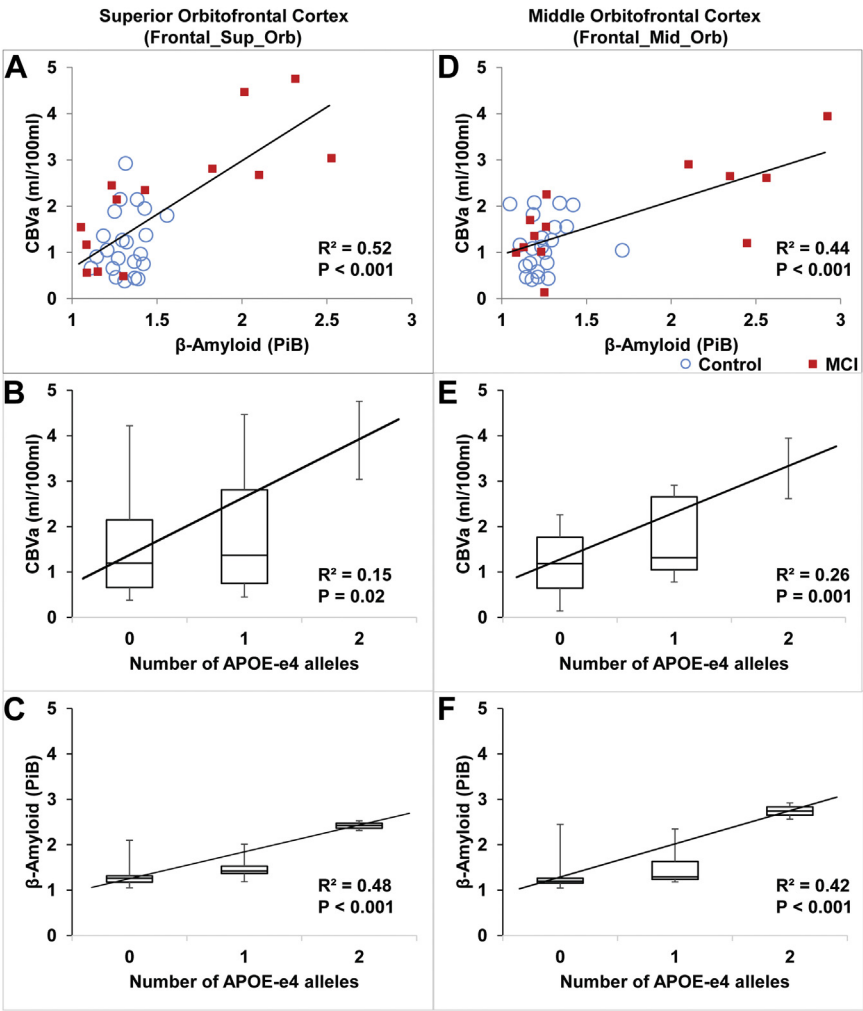 Superior Orbitofrontal Cortex
(Frontal_Sup_Orb)
Middle Orbitofrontal Cortex
(Frontal_Mid_Orb)
A
CBVa (ml/100ml)
5
4
3
2
1
0
R² = 0.52
P < 0.001
1
1.5
2
2.5
3
β-Amyloid (PiB)
D
CBVa (ml/100ml)
5
4
3
2
1
0
R² = 0.44
P < 0.001
1
1.5
2
2.5
3
β-Amyloid (PiB)
Control
MCI
B
CBVa (ml/100ml)
5
4
3
2
1
0
R² = 0.15
P = 0.02
0
1
2
Number of APOE-e4 alleles
E
CBVa (ml/100ml)
5
4
3
2
1
0
R² = 0.26
P = 0.001
0
1
2
Number of APOE-e4 alleles
C
β-Amyloid (PiB)
5
4
3
2
1
0
R² = 0.48
P < 0.001
0
1
2
Number of APOE-e4 alleles
F
β-Amyloid (PiB)
5
4
3
2
1
0
R² = 0.42
P < 0.001
0
1
2
Number of APOE-e4 alleles